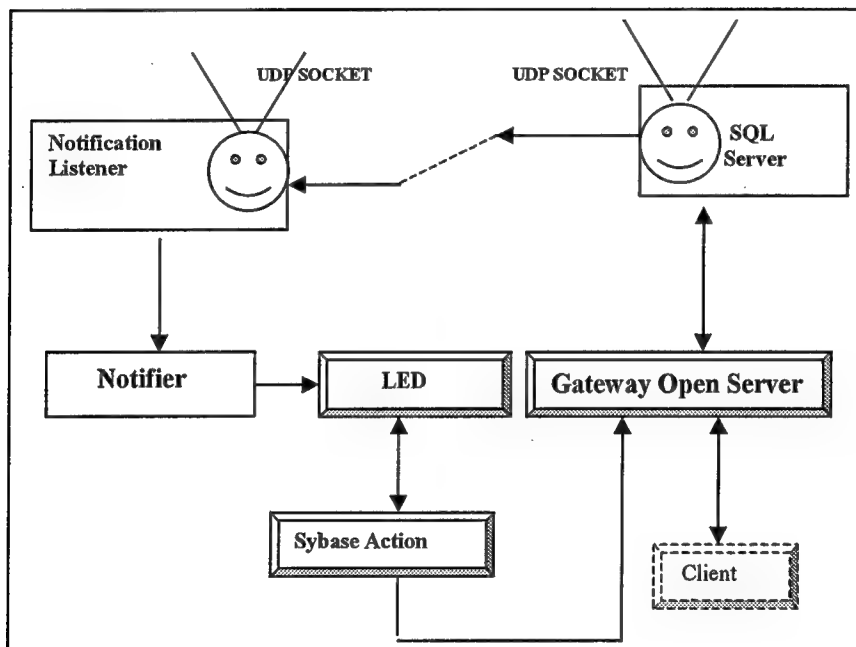 UDP SOCKET
UDP SOCKET
Notification
Listener
SQL
Server
Notifier
LED
Gateway Open Server
Sybase Action
Client